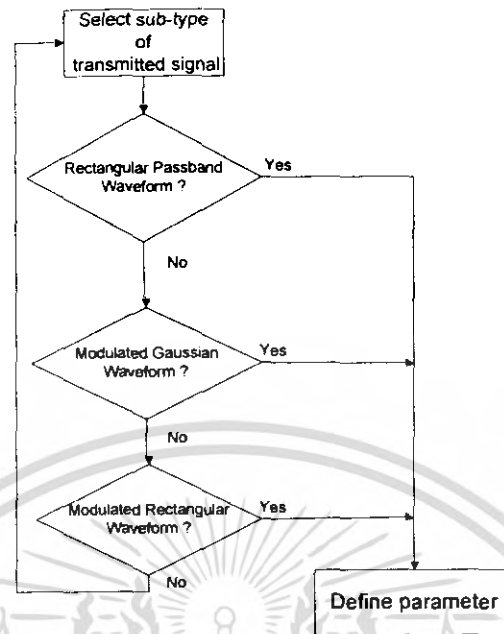 Select sub-type
of
transmitted signal
Rectangular Passband
Waveform ?
Yes
No
Modulated Gaussian
Waveform ?
Yes
No
Modulated Rectangular
Waveform ?
Yes
No
Define parameter